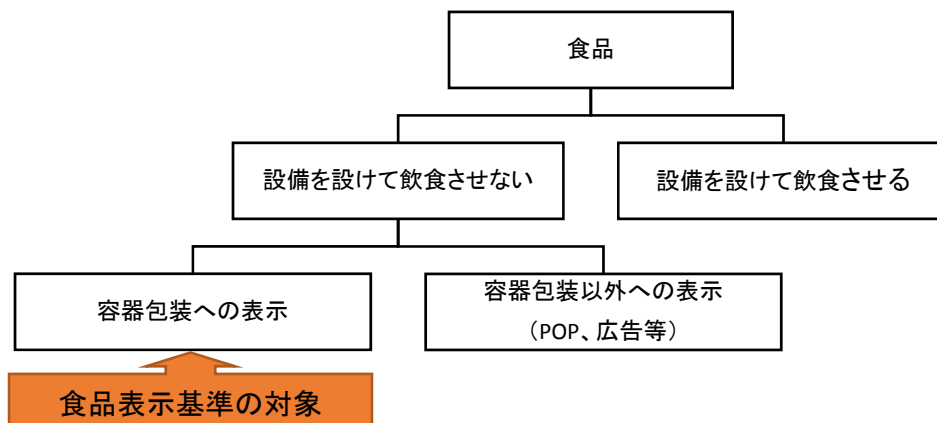 食品
設備を設けて飲食させない
設備を設けて飲食させる
容器包装への表示
容器包装以外への表示
（POP、広告等）
食品表示基準の対象